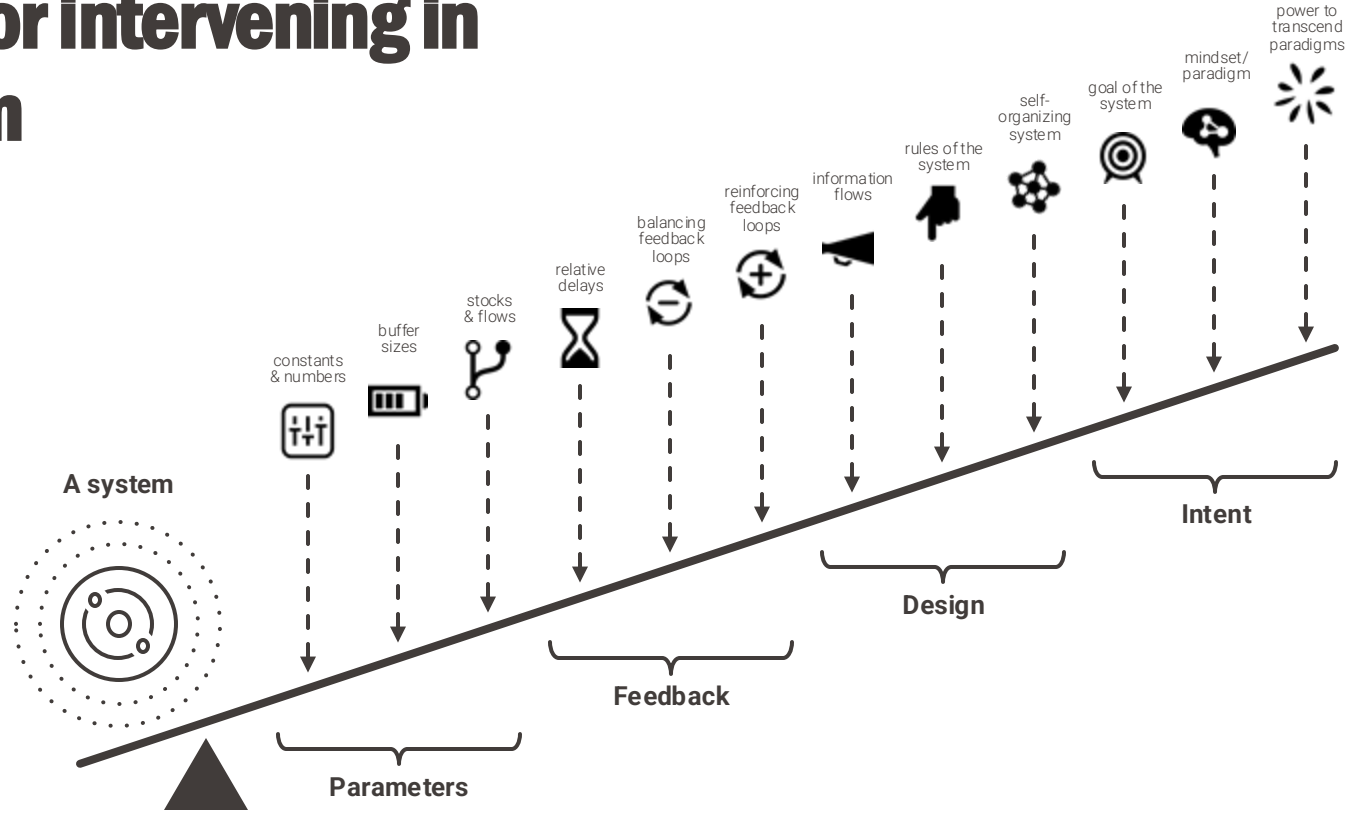 or intervening in
m
power to
transcend
paradigms
mindset/
paradigm
goal of the
system
self-
organizing
system
rules of the
system
information
flows
reinforcing
feedback
loops
balancing
feedback
loops
relative
delays
stocks
& flows
buffer
sizes
constants
& numbers
A system
Intent
Design
Feedback
Parameters